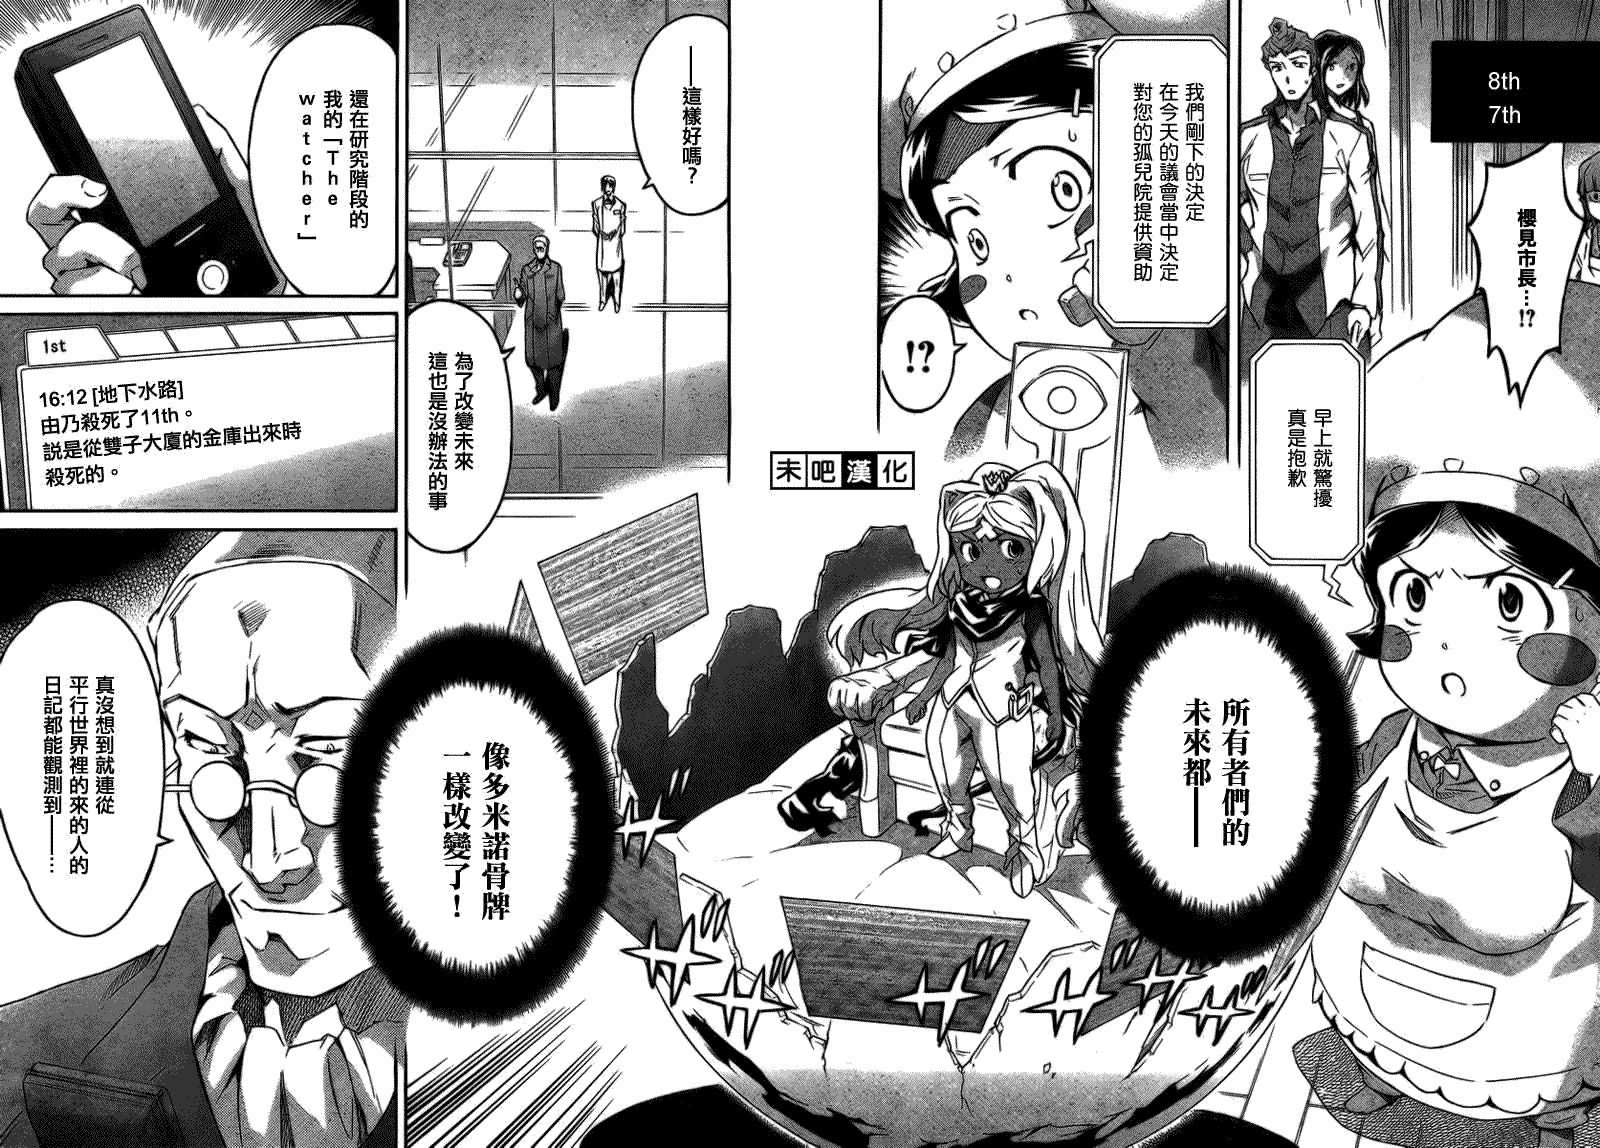 8th
7th
櫻見市長…!?
早上就驚擾
真是抱歉
我們剛下的決定
在今天的議會當中決定
對您的孤兒院提供資助
!?
所有者們的
未來都——
像多米諾骨牌
一樣改變了！
未吧漢化
——這樣好嗎？
為了改變未來
這也是沒辦法的事
還在研究階段的
我的「The
watcher」
1st
16:12 [地下水路]
由乃殺死了11th。
説是從雙子大廈的金庫出來時
殺死的。
真沒想到就連從
平行世界裡的來的人的
日記都能觀測到——…